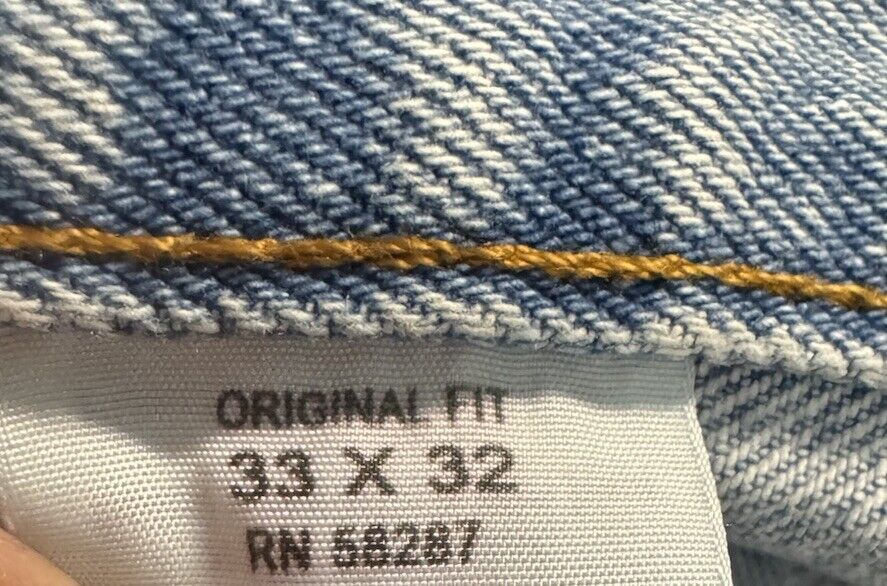 ORIGINAL FIT
33 X 32
RN 58287